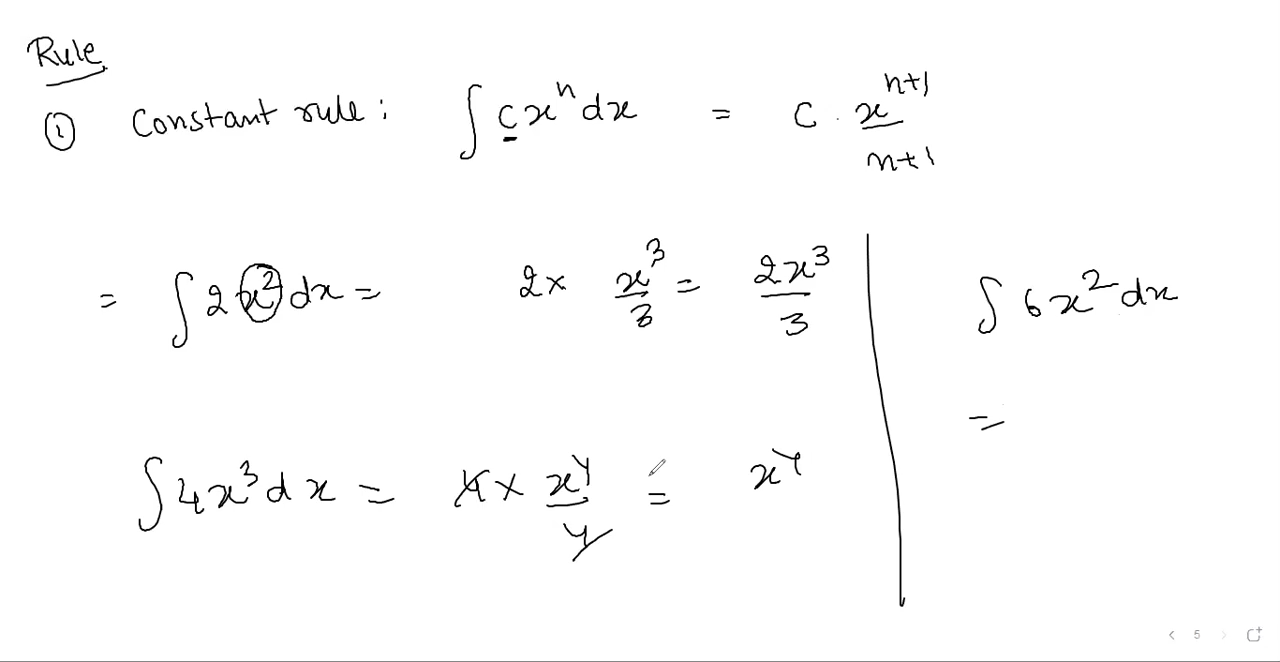 Rule
① Constant rule : ∫ c xⁿ dx = c . xⁿ⁺¹/n+1
= ∫ 2x² dx = 2 × x³/3 = 2x³/3
∫ 4x³ dx = 4 × x⁴/4 = x⁴
∫ 6x² dx
=
< 5 >